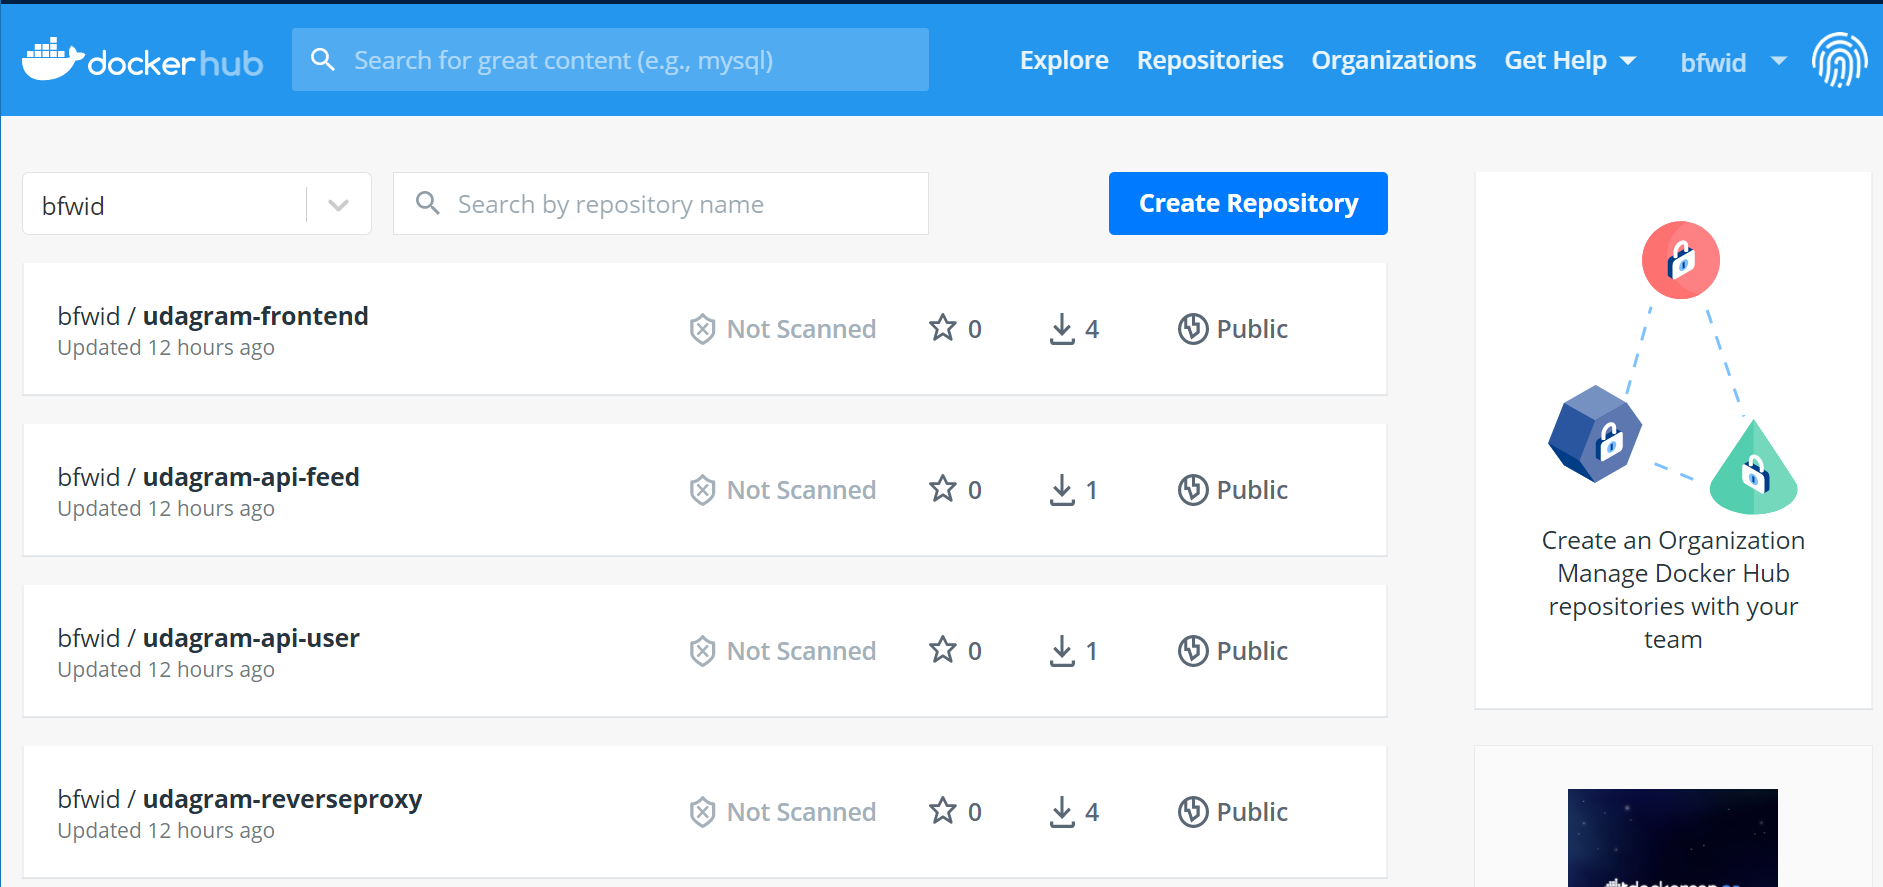 docker hub
Search for great content (e.g., mysql)
Explore Repositories Organizations Get Help bfwid
bfwid
Search by repository name
Create Repository
bfwid / udagram-frontend
Updated 12 hours ago
Not Scanned 0 4 Public
bfwid / udagram-api-feed
Updated 12 hours ago
Not Scanned 0 1 Public
bfwid / udagram-api-user
Updated 12 hours ago
Not Scanned 0 1 Public
bfwid / udagram-reverseproxy
Updated 12 hours ago
Not Scanned 0 4 Public
Create an Organization
Manage Docker Hub
repositories with your
team